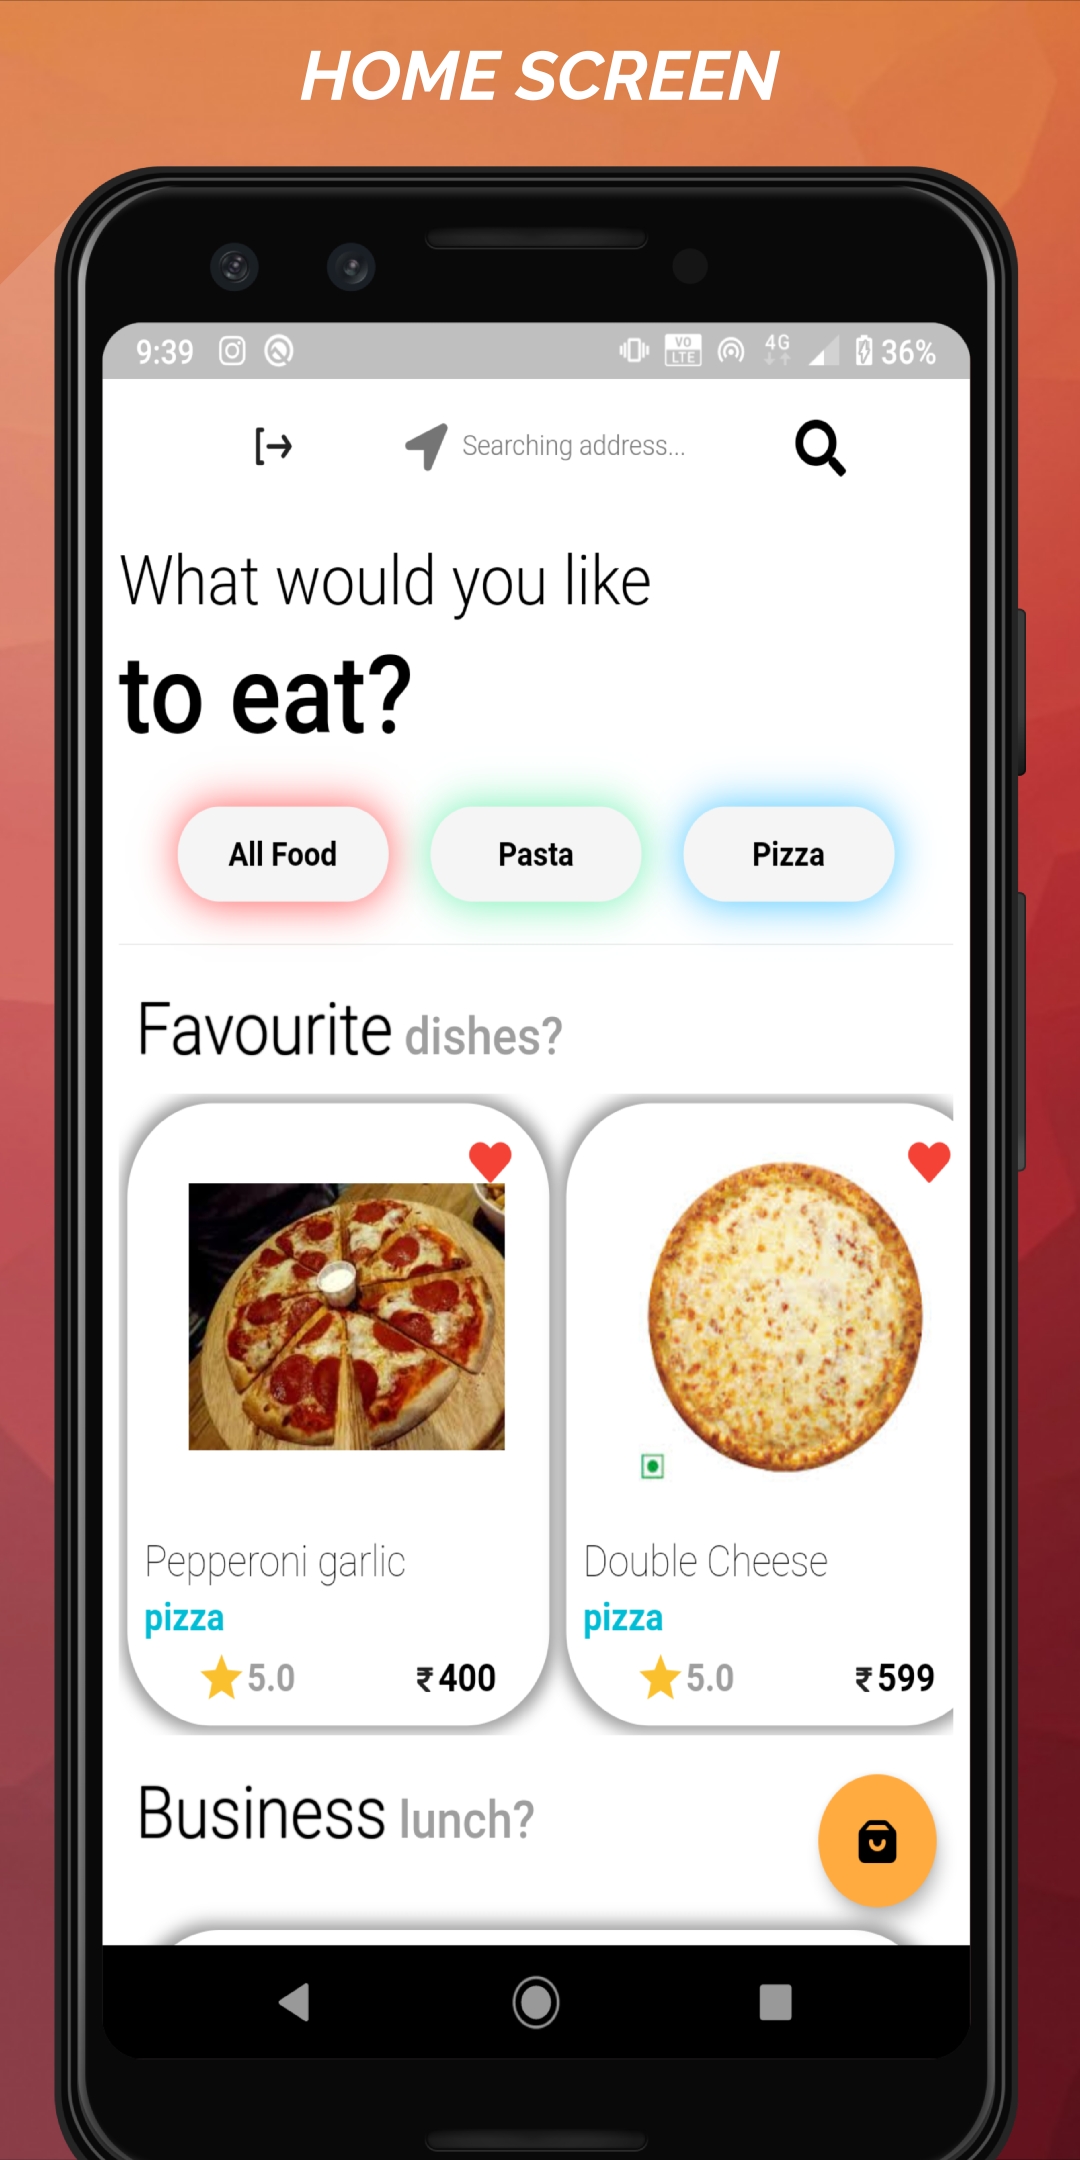 HOME SCREEN
9:39
VO
LTE
4G
36%
Searching address...
What would you like
to eat?
All Food
Pasta
Pizza
Favourite dishes?
Pepperoni garlic
pizza
5.0
₹400
Double Cheese
pizza
5.0
₹599
Business lunch?